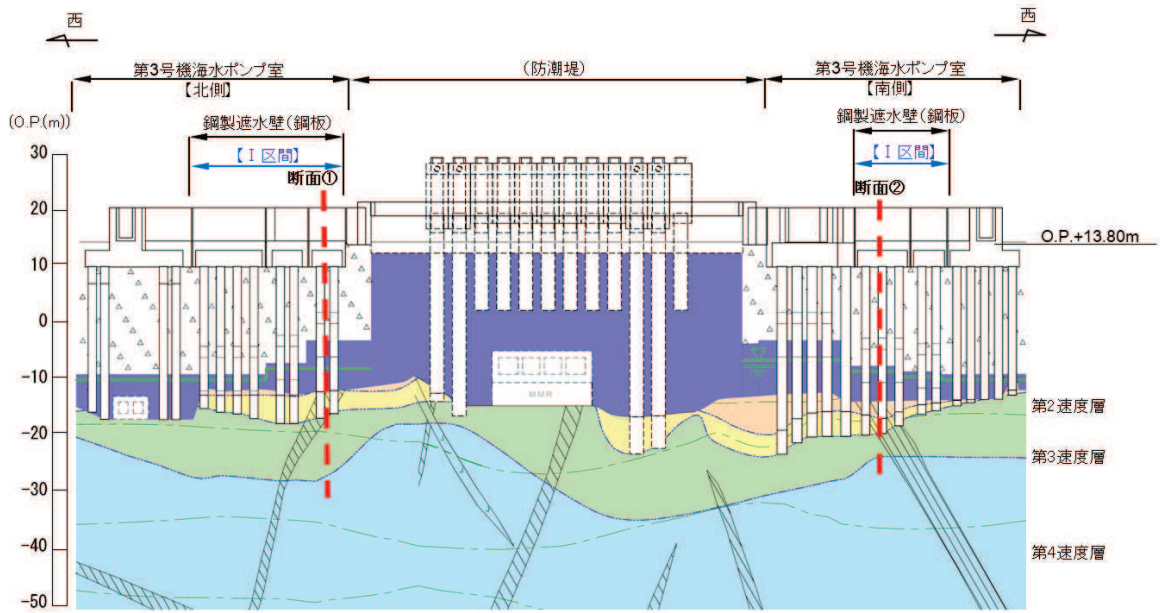 西
西
第3号機海水ポンプ室
【北側】
(防潮堤)
第3号機海水ポンプ室
【南側】
(O.P.(m))
鋼製遮水壁(鋼板)
【Ⅰ区間】
断面①
鋼製遮水壁(鋼板)
【Ⅰ区間】
断面②
30
20
10
0
-10
-20
-30
-40
-50
O.P.+13.80m
MMR
第2速度層
第3速度層
第4速度層